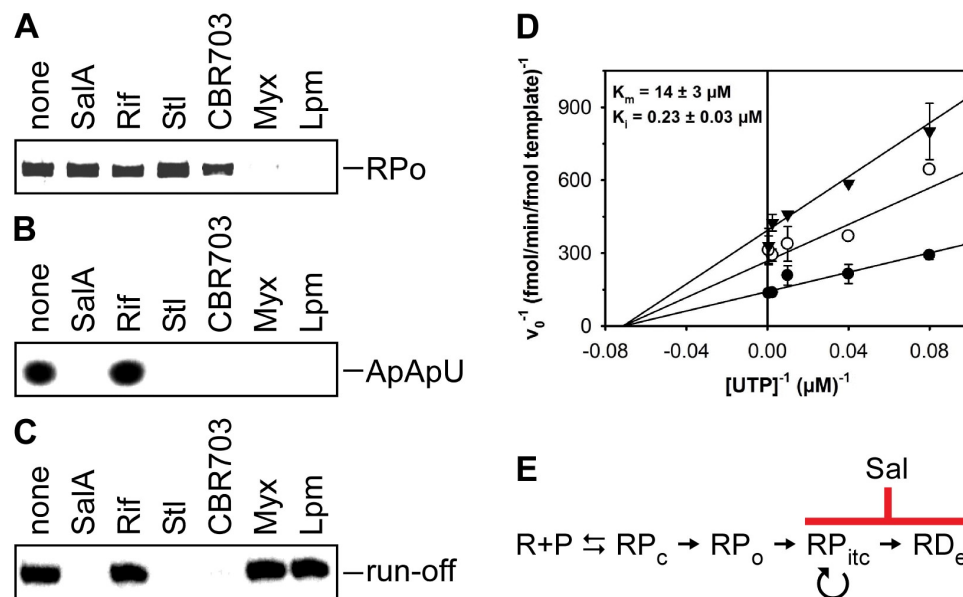 A
none SalA Rif Stl CBR703 Myx Lpm
RPo
B
none SalA Rif Stl CBR703 Myx Lpm
ApApU
C
none SalA Rif Stl CBR703 Myx Lpm
run-off
D
Km = 14 ± 3 µM
Ki = 0.23 ± 0.03 µM
900
600
300
0
-0.08 -0.04 0.00 0.04 0.08
v0⁻¹ (fmol/min/fmol template)⁻¹
[UTP]⁻¹ (µM)⁻¹
E
Sal
R+P ⇌ RPc → RPo → RPitc → RDe